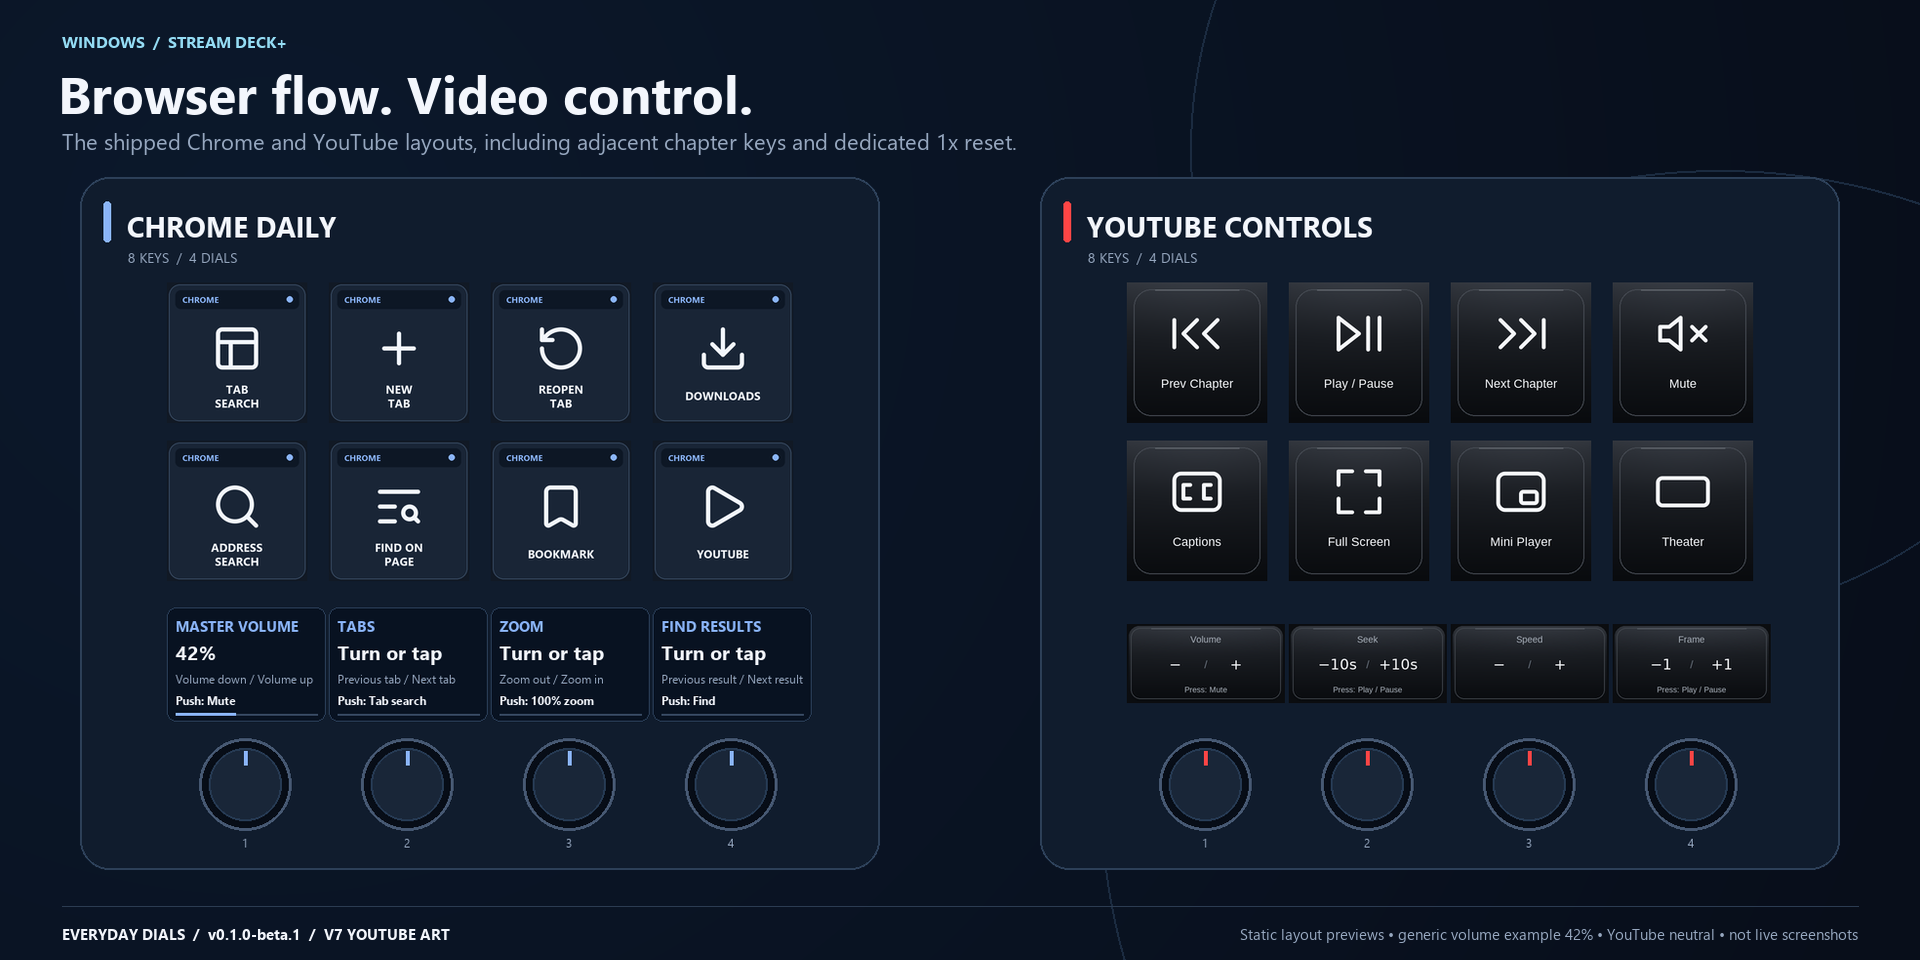 WINDOWS / STREAM DECK+
Browser flow. Video control.
The shipped Chrome and YouTube layouts, including adjacent chapter keys and dedicated 1x reset.
CHROME DAILY
8 KEYS / 4 DIALS
CHROME
TAB
SEARCH
CHROME
NEW
TAB
CHROME
REOPEN
TAB
CHROME
DOWNLOADS
CHROME
ADDRESS
SEARCH
CHROME
FIND ON
PAGE
CHROME
BOOKMARK
CHROME
YOUTUBE
MASTER VOLUME
42%
Volume down / Volume up
Push: Mute
TABS
Turn or tap
Previous tab / Next tab
Push: Tab search
ZOOM
Turn or tap
Zoom out / Zoom in
Push: 100% zoom
FIND RESULTS
Turn or tap
Previous result / Next result
Push: Find
1
2
3
4
YOUTUBE CONTROLS
8 KEYS / 4 DIALS
Prev Chapter
Play / Pause
Next Chapter
Mute
Captions
Full Screen
Mini Player
Theater
Volume
− / +
Press: Mute
Seek
−10s / +10s
Press: Play / Pause
Speed
− / +
Frame
−1 / +1
Press: Play / Pause
1
2
3
4
EVERYDAY DIALS / v0.1.0-beta.1 / V7 YOUTUBE ART
Static layout previews • generic volume example 42% • YouTube neutral • not live screenshots